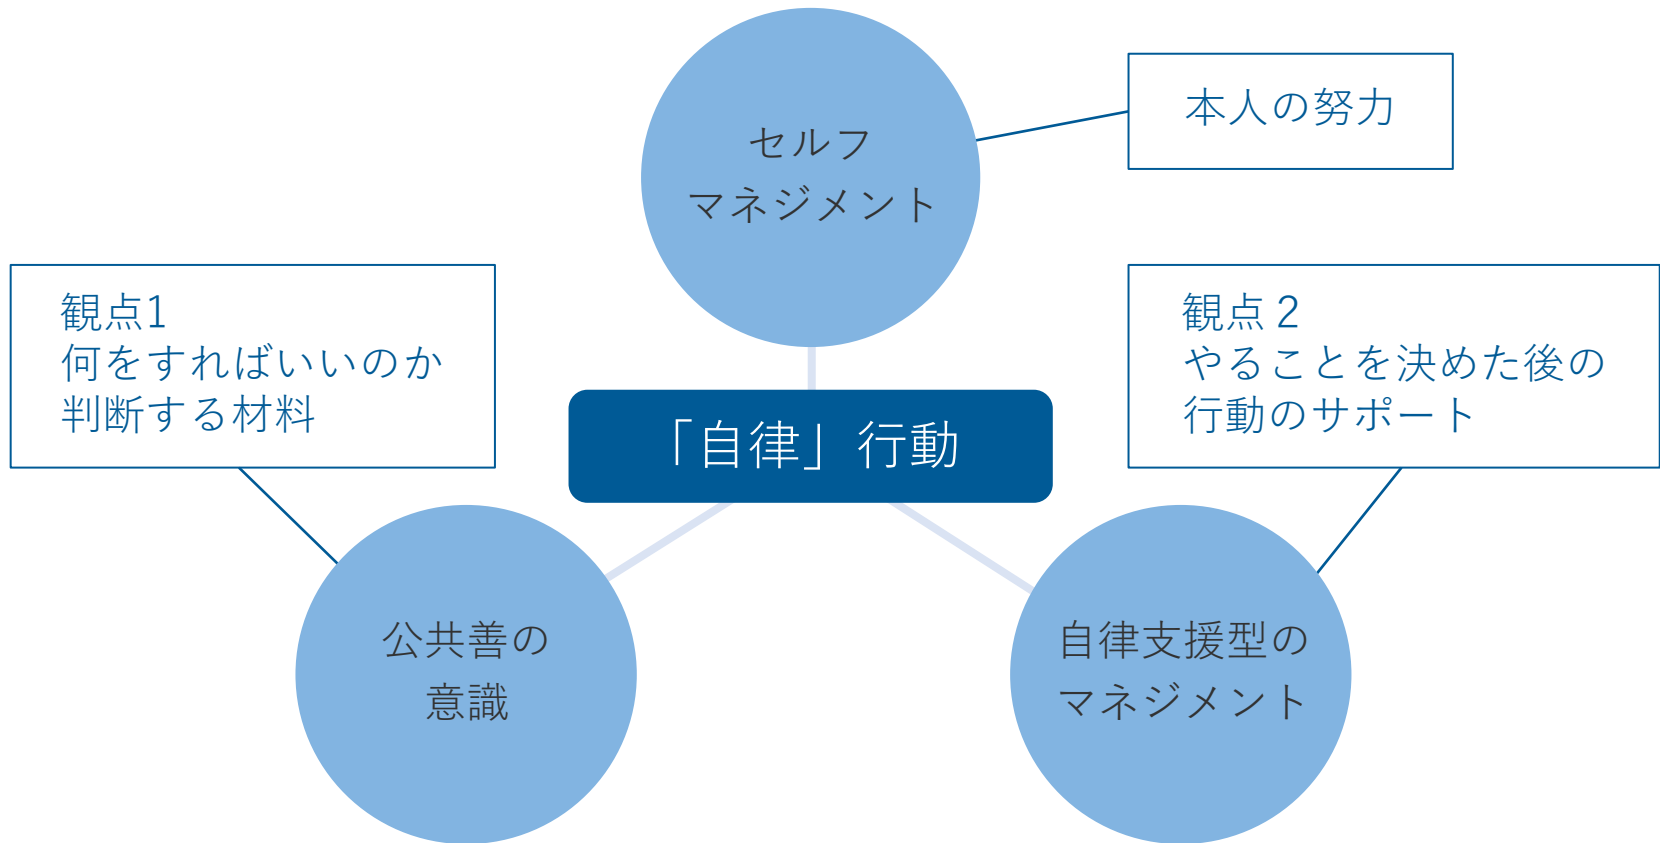 セルフ
マネジメント
本人の努力
観点1
何をすればいいのか
判断する材料
観点２
やることを決めた後の
行動のサポート
「自律」行動
公共善の
意識
自律支援型の
マネジメント